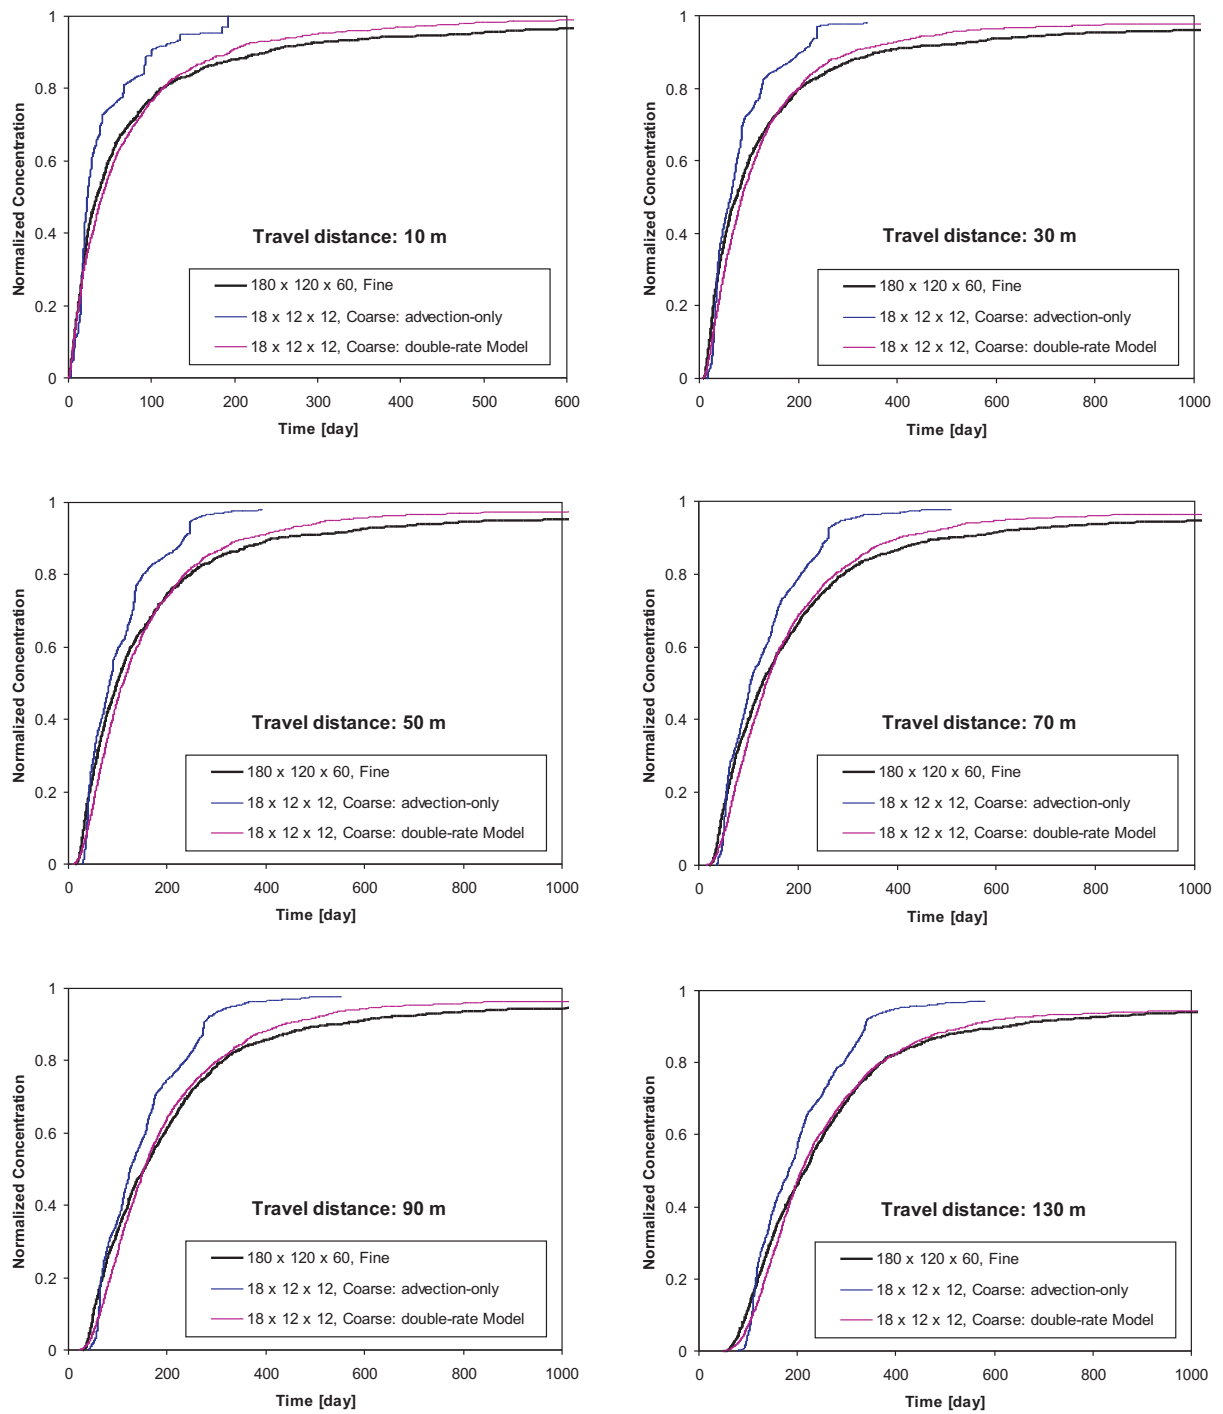 1
0.8
0.6
0.4
0.2
0
Normalized Concentration
Travel distance: 10 m
180 x 120 x 60, Fine
18 x 12 x 12, Coarse: advection-only
18 x 12 x 12, Coarse: double-rate Model
0 100 200 300 400 500 600
Time [day]
1
0.8
0.6
0.4
0.2
0
Normalized Concentration
Travel distance: 30 m
180 x 120 x 60, Fine
18 x 12 x 12, Coarse: advection-only
18 x 12 x 12, Coarse: double-rate Model
0 200 400 600 800 1000
Time [day]
1
0.8
0.6
0.4
0.2
0
Normalized Concentration
Travel distance: 50 m
180 x 120 x 60, Fine
18 x 12 x 12, Coarse: advection-only
18 x 12 x 12, Coarse: double-rate Model
0 200 400 600 800 1000
Time [day]
1
0.8
0.6
0.4
0.2
0
Normalized Concentration
Travel distance: 70 m
180 x 120 x 60, Fine
18 x 12 x 12, Coarse: advection-only
18 x 12 x 12, Coarse: double-rate Model
0 200 400 600 800 1000
Time [day]
1
0.8
0.6
0.4
0.2
0
Normalized Concentration
Travel distance: 90 m
180 x 120 x 60, Fine
18 x 12 x 12, Coarse: advection-only
18 x 12 x 12, Coarse: double-rate Model
0 200 400 600 800 1000
Time [day]
1
0.8
0.6
0.4
0.2
0
Normalized Concentration
Travel distance: 130 m
180 x 120 x 60, Fine
18 x 12 x 12, Coarse: advection-only
18 x 12 x 12, Coarse: double-rate Model
0 200 400 600 800 1000
Time [day]